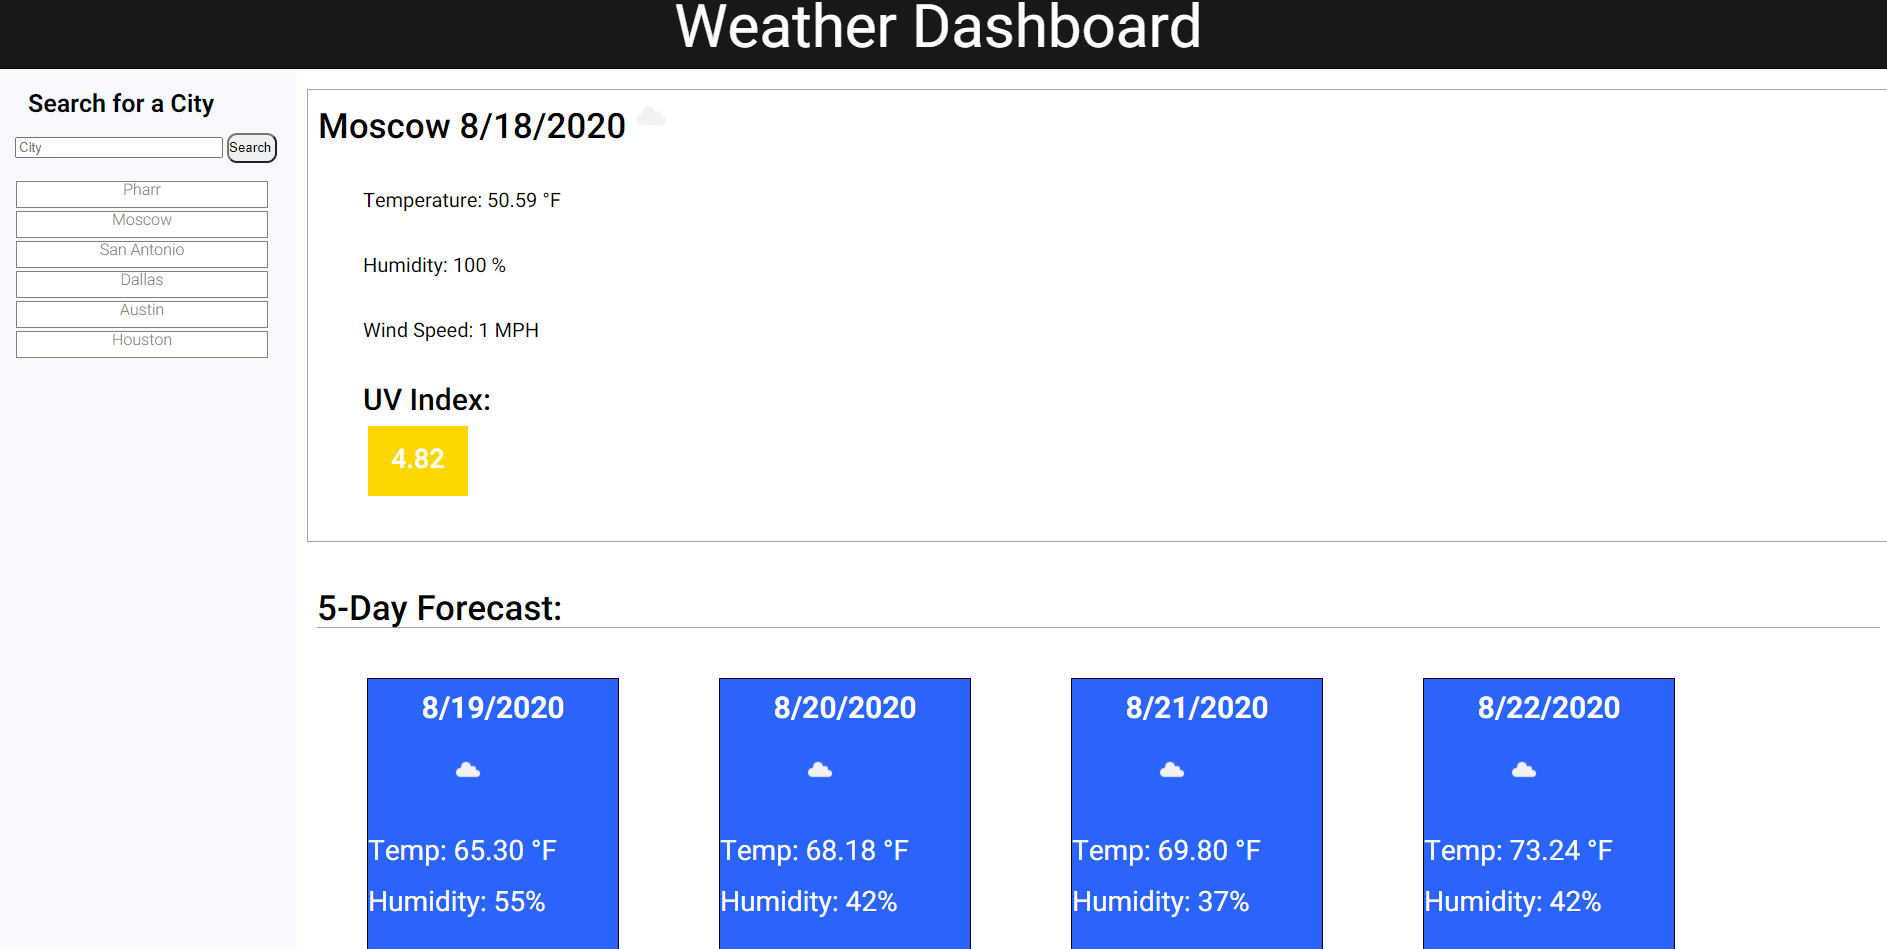 Weather Dashboard
Search for a City
City
Search
Pharr
Moscow
San Antonio
Dallas
Austin
Houston
Moscow 8/18/2020
Temperature: 50.59 °F
Humidity: 100 %
Wind Speed: 1 MPH
UV Index:
4.82
5-Day Forecast:
8/19/2020
Temp: 65.30 °F
Humidity: 55%
8/20/2020
Temp: 68.18 °F
Humidity: 42%
8/21/2020
Temp: 69.80 °F
Humidity: 37%
8/22/2020
Temp: 73.24 °F
Humidity: 42%